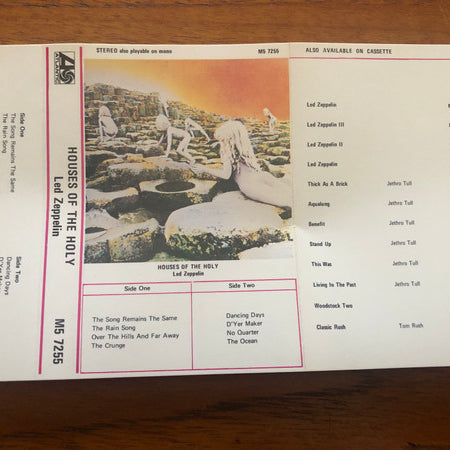 Side One
The Song Remains The Same
The Rain Song
Side Two
Dancing Days
D'Yer Maker
ATLANTIC
HOUSES OF THE HOLY
Led Zeppelin
M5 7255
STEREO also playable on mono
M5 7255
HOUSES OF THE HOLY
Led Zeppelin
Side One
Side Two
The Song Remains The Same
The Rain Song
Over The Hills And Far Away
The Crunge
Dancing Days
D'Yer Maker
No Quarter
The Ocean
ALSO AVAILABLE ON CASSETTE
Led Zeppelin
Led Zeppelin III
Led Zeppelin II
Led Zeppelin
Thick As A Brick Jethro Tull
Aqualung Jethro Tull
Benefit Jethro Tull
Stand Up Jethro Tull
This Was Jethro Tull
Living In The Past Jethro Tull
Woodstock Two
Classic Rush Tom Rush